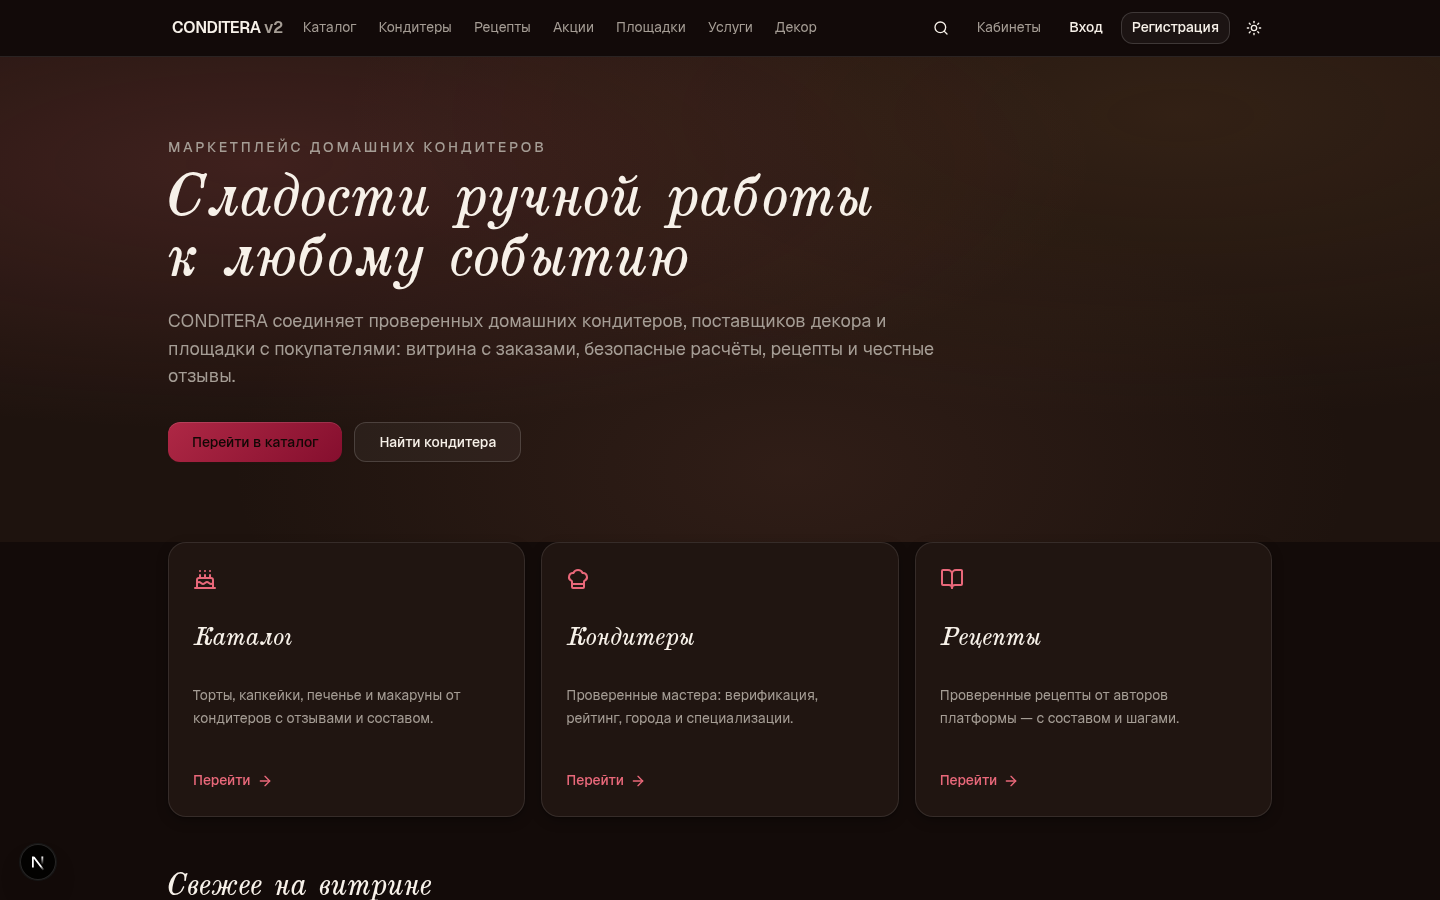 CONDITERA v2 Каталог Кондитеры Рецепты Акции Площадки Услуги Декор Кабинеты Вход Регистрация
МАРКЕТПЛЕЙС ДОМАШНИХ КОНДИТЕРОВ
Сладости ручной работы
к любому событию
CONDITERA соединяет проверенных домашних кондитеров, поставщиков декора и
площадки с покупателями: витрина с заказами, безопасные расчёты, рецепты и честные
отзывы.
Перейти в каталог Найти кондитера
Каталог
Торты, капкейки, печенье и макаруны от
кондитеров с отзывами и составом.
Перейти →
Кондитеры
Проверенные мастера: верификация,
рейтинг, города и специализации.
Перейти →
Рецепты
Проверенные рецепты от авторов
платформы — с составом и шагами.
Перейти →
N
Свежее на витрине